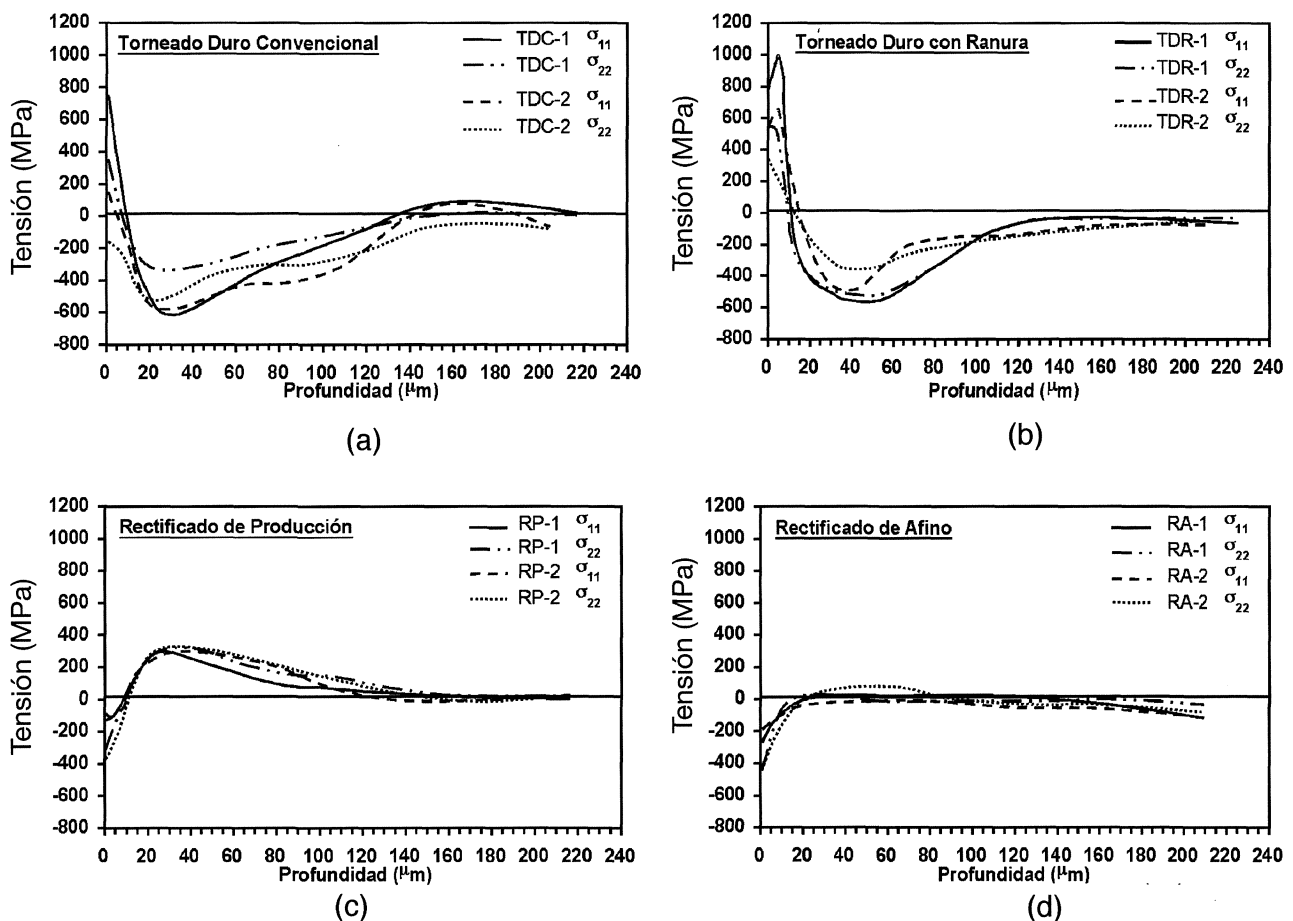 Torneado Duro Convencional
TDC-1 σ11
TDC-1 σ22
TDC-2 σ11
TDC-2 σ22
1200
1000
800
600
400
200
0
-200
-400
-600
-800
Tensión (MPa)
0 20 40 60 80 100 120 140 160 180 200 220 240
Profundidad (μm)
(a)
Torneado Duro con Ranura
TDR-1 σ11
TDR-1 σ22
TDR-2 σ11
TDR-2 σ22
1200
1000
800
600
400
200
0
-200
-400
-600
-800
Tensión (MPa)
0 20 40 60 80 100 120 140 160 180 200 220 240
Profundidad (μm)
(b)
Rectificado de Producción
RP-1 σ11
RP-1 σ22
RP-2 σ11
RP-2 σ22
1200
1000
800
600
400
200
0
-200
-400
-600
-800
Tensión (MPa)
0 20 40 60 80 100 120 140 160 180 200 220 240
Profundidad (μm)
(c)
Rectificado de Afino
RA-1 σ11
RA-1 σ22
RA-2 σ11
RA-2 σ22
1200
1000
800
600
400
200
0
-200
-400
-600
-800
Tensión (MPa)
0 20 40 60 80 100 120 140 160 180 200 220 240
Profundidad (μm)
(d)